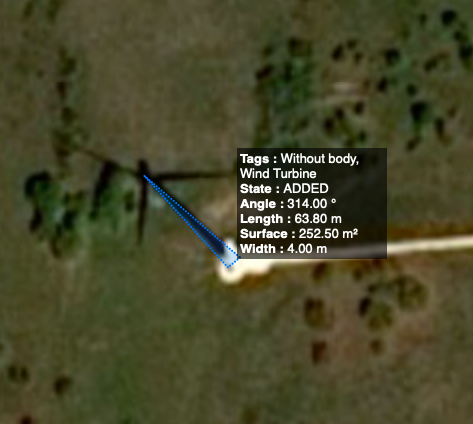 Tags : Without body,
Wind Turbine
State : ADDED
Angle : 314.00 °
Length : 63.80 m
Surface : 252.50 m²
Width : 4.00 m